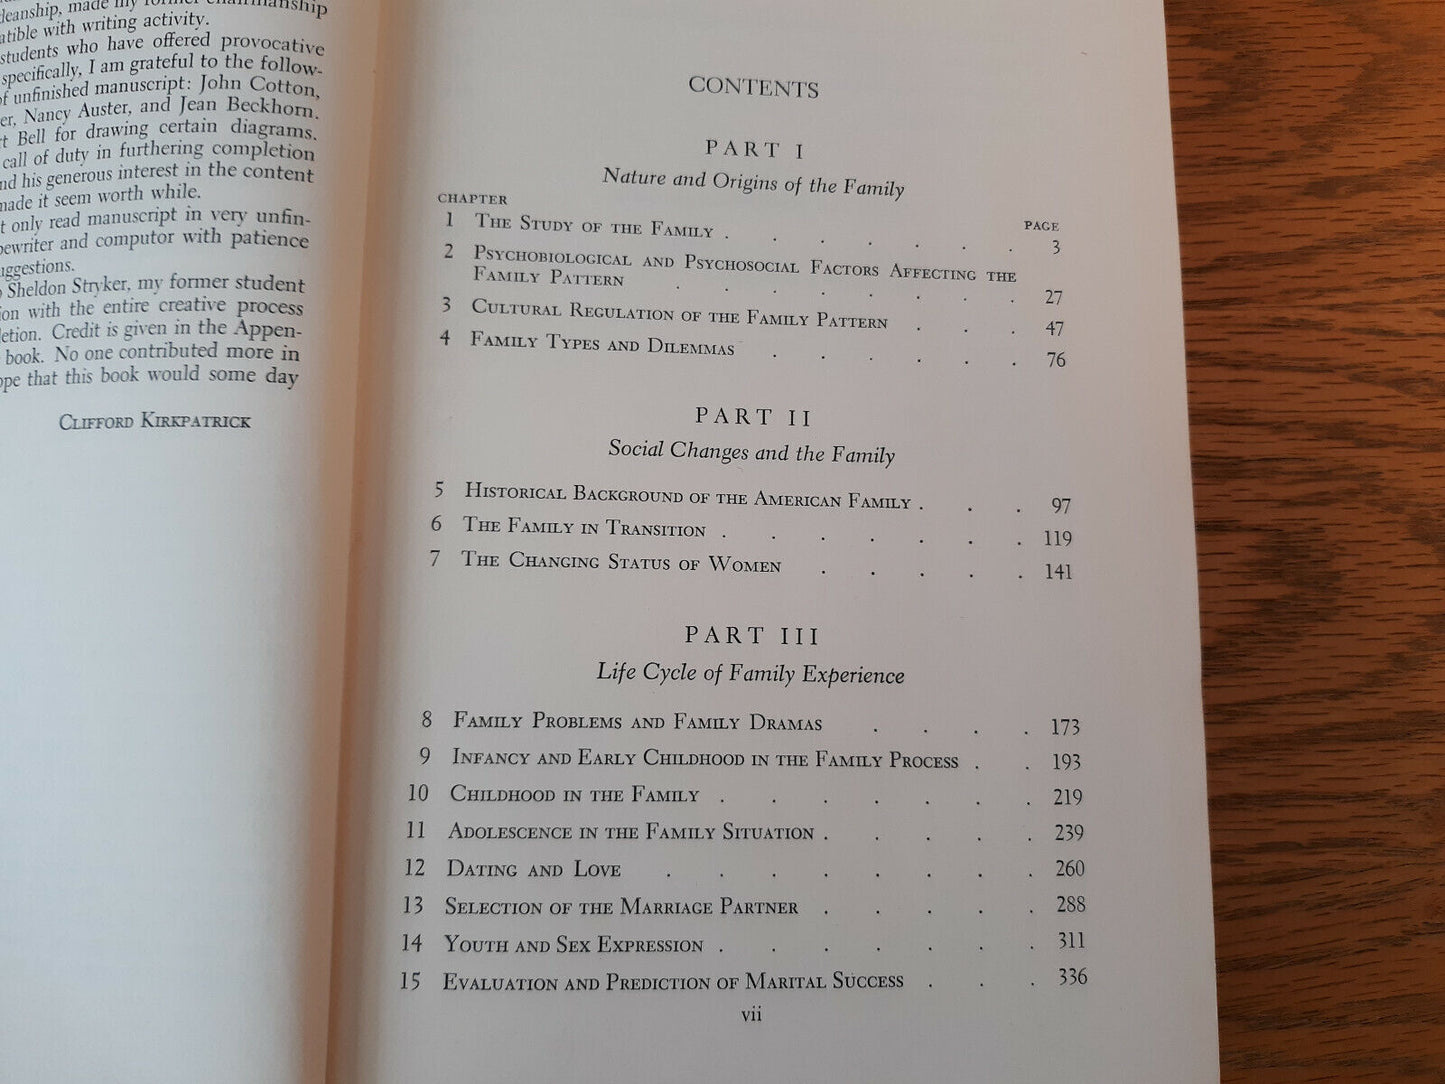 deanship, made my former chairmanship
atible with writing activity.
students who have offered provocative
specifically, I am grateful to the follow-
of unfinished manuscript: John Cotton,
er, Nancy Auster, and Jean Beckhorn.
rt Bell for drawing certain diagrams.
call of duty in furthering completion
nd his generous interest in the content
made it seem worth while.
t only read manuscript in very unfin-
pewriter and computor with patience
uggestions.
o Sheldon Stryker, my former student
ion with the entire creative process
letion. Credit is given in the Appen-
book. No one contributed more in
ope that this book would some day
CLIFFORD KIRKPATRICK
CONTENTS
PART I
Nature and Origins of the Family
CHAPTER PAGE
1 THE STUDY OF THE FAMILY . . . . . . . 3
2 PSYCHOBIOLOGICAL AND PSYCHOSOCIAL FACTORS AFFECTING THE
FAMILY PATTERN . . . . . . . . 27
3 CULTURAL REGULATION OF THE FAMILY PATTERN . . . 47
4 FAMILY TYPES AND DILEMMAS . . . . . . 76
PART II
Social Changes and the Family
5 HISTORICAL BACKGROUND OF THE AMERICAN FAMILY . . . 97
6 THE FAMILY IN TRANSITION . . . . . . . 119
7 THE CHANGING STATUS OF WOMEN . . . . . 141
PART III
Life Cycle of Family Experience
8 FAMILY PROBLEMS AND FAMILY DRAMAS . . . . 173
9 INFANCY AND EARLY CHILDHOOD IN THE FAMILY PROCESS . . 193
10 CHILDHOOD IN THE FAMILY . . . . . . . 219
11 ADOLESCENCE IN THE FAMILY SITUATION . . . . . 239
12 DATING AND LOVE . . . . . . . . 260
13 SELECTION OF THE MARRIAGE PARTNER . . . . . 288
14 YOUTH AND SEX EXPRESSION . . . . . . . 311
15 EVALUATION AND PREDICTION OF MARITAL SUCCESS . . . 336
vii